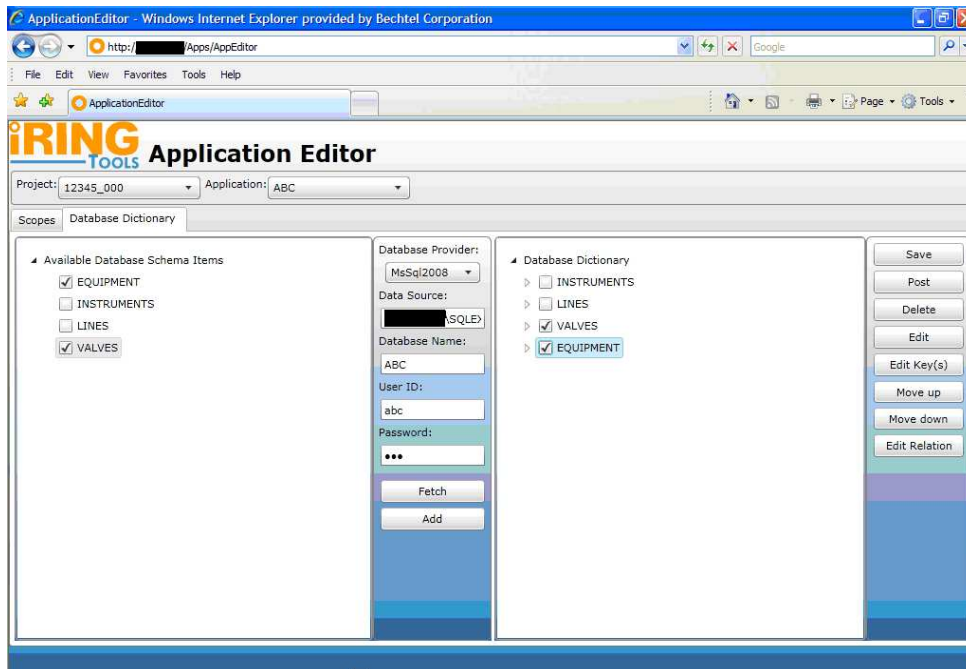 ApplicationEditor - Windows Internet Explorer provided by Bechtel Corporation
http:/ /Apps/AppEditor
Google
File Edit View Favorites Tools Help
ApplicationEditor
Page Tools
iRING TOOLS Application Editor
Project: 12345_000 Application: ABC
Scopes Database Dictionary
Available Database Schema Items
EQUIPMENT
INSTRUMENTS
LINES
VALVES
Database Provider:
MsSql2008
Data Source:
\SQLEX
Database Name:
ABC
User ID:
abc
Password:
•••
Fetch
Add
Database Dictionary
INSTRUMENTS
LINES
VALVES
EQUIPMENT
Save
Post
Delete
Edit
Edit Key(s)
Move up
Move down
Edit Relation